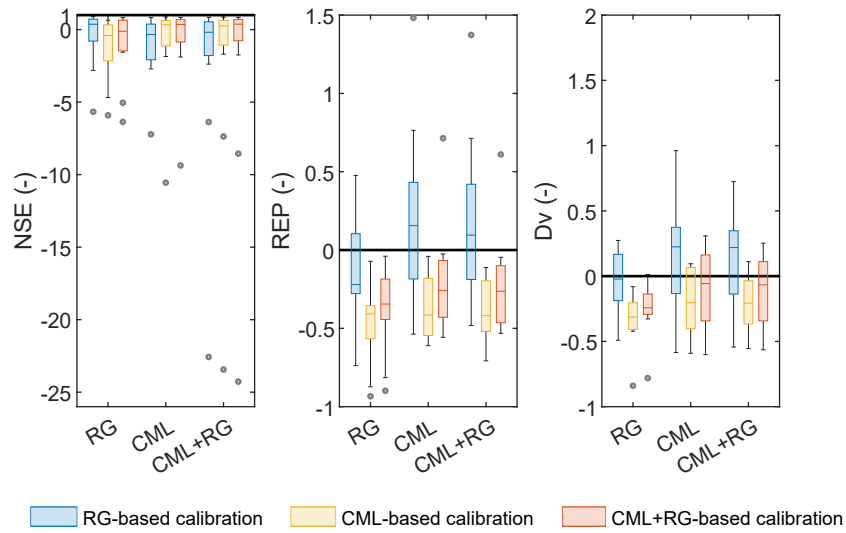 1
0
-5
-10
-15
-20
-25
NSE (-)
RG
CML
CML+RG
1.5
1
0.5
0
-0.5
-1
REP (-)
RG
CML
CML+RG
2
1.5
1
0.5
0
-0.5
-1
Dv (-)
RG
CML
CML+RG
RG-based calibration
CML-based calibration
CML+RG-based calibration